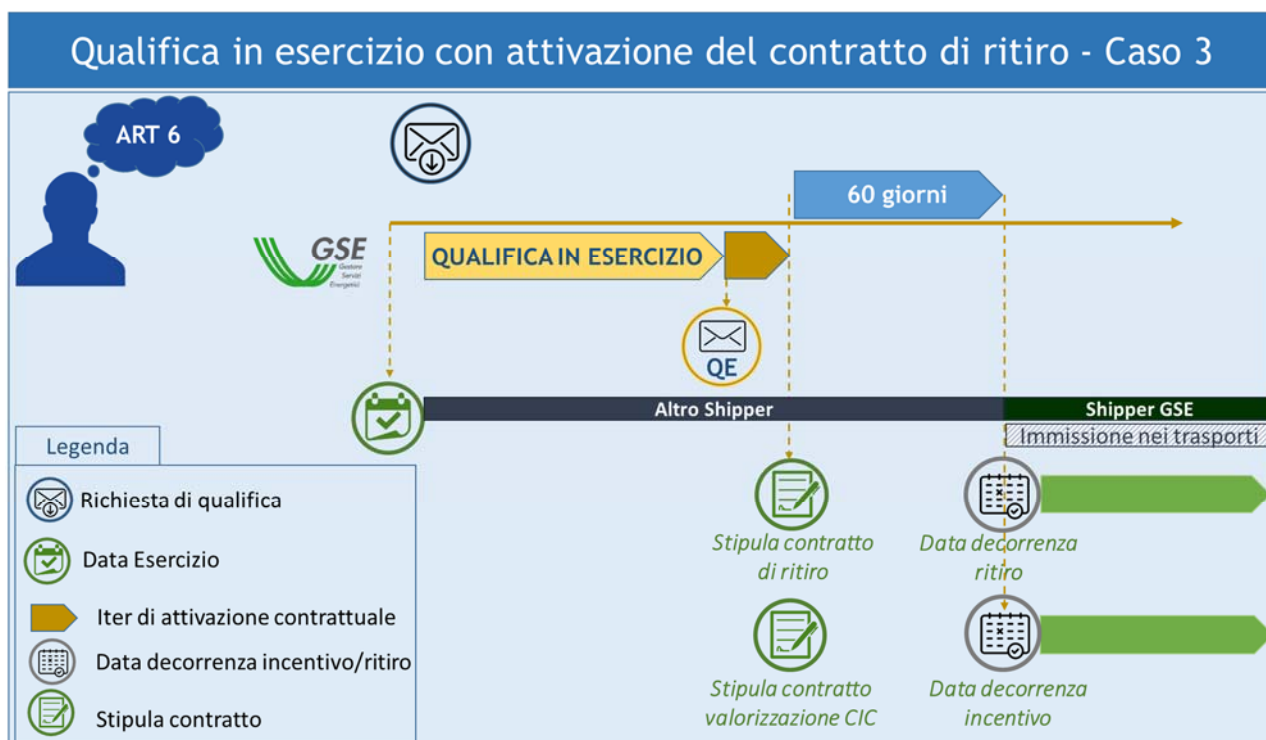 Qualifica in esercizio con attivazione del contratto di ritiro - Caso 3
ART 6
60 giorni
GSE
Gestore
Servizi
Energetici
QUALIFICA IN ESERCIZIO
QE
Altro Shipper
Shipper GSE
Immissione nei trasporti
Legenda
Richiesta di qualifica
Data Esercizio
Iter di attivazione contrattuale
Data decorrenza incentivo/ritiro
Stipula contratto
Stipula contratto
di ritiro
Data decorrenza
ritiro
Stipula contratto
valorizzazione CIC
Data decorrenza
incentivo